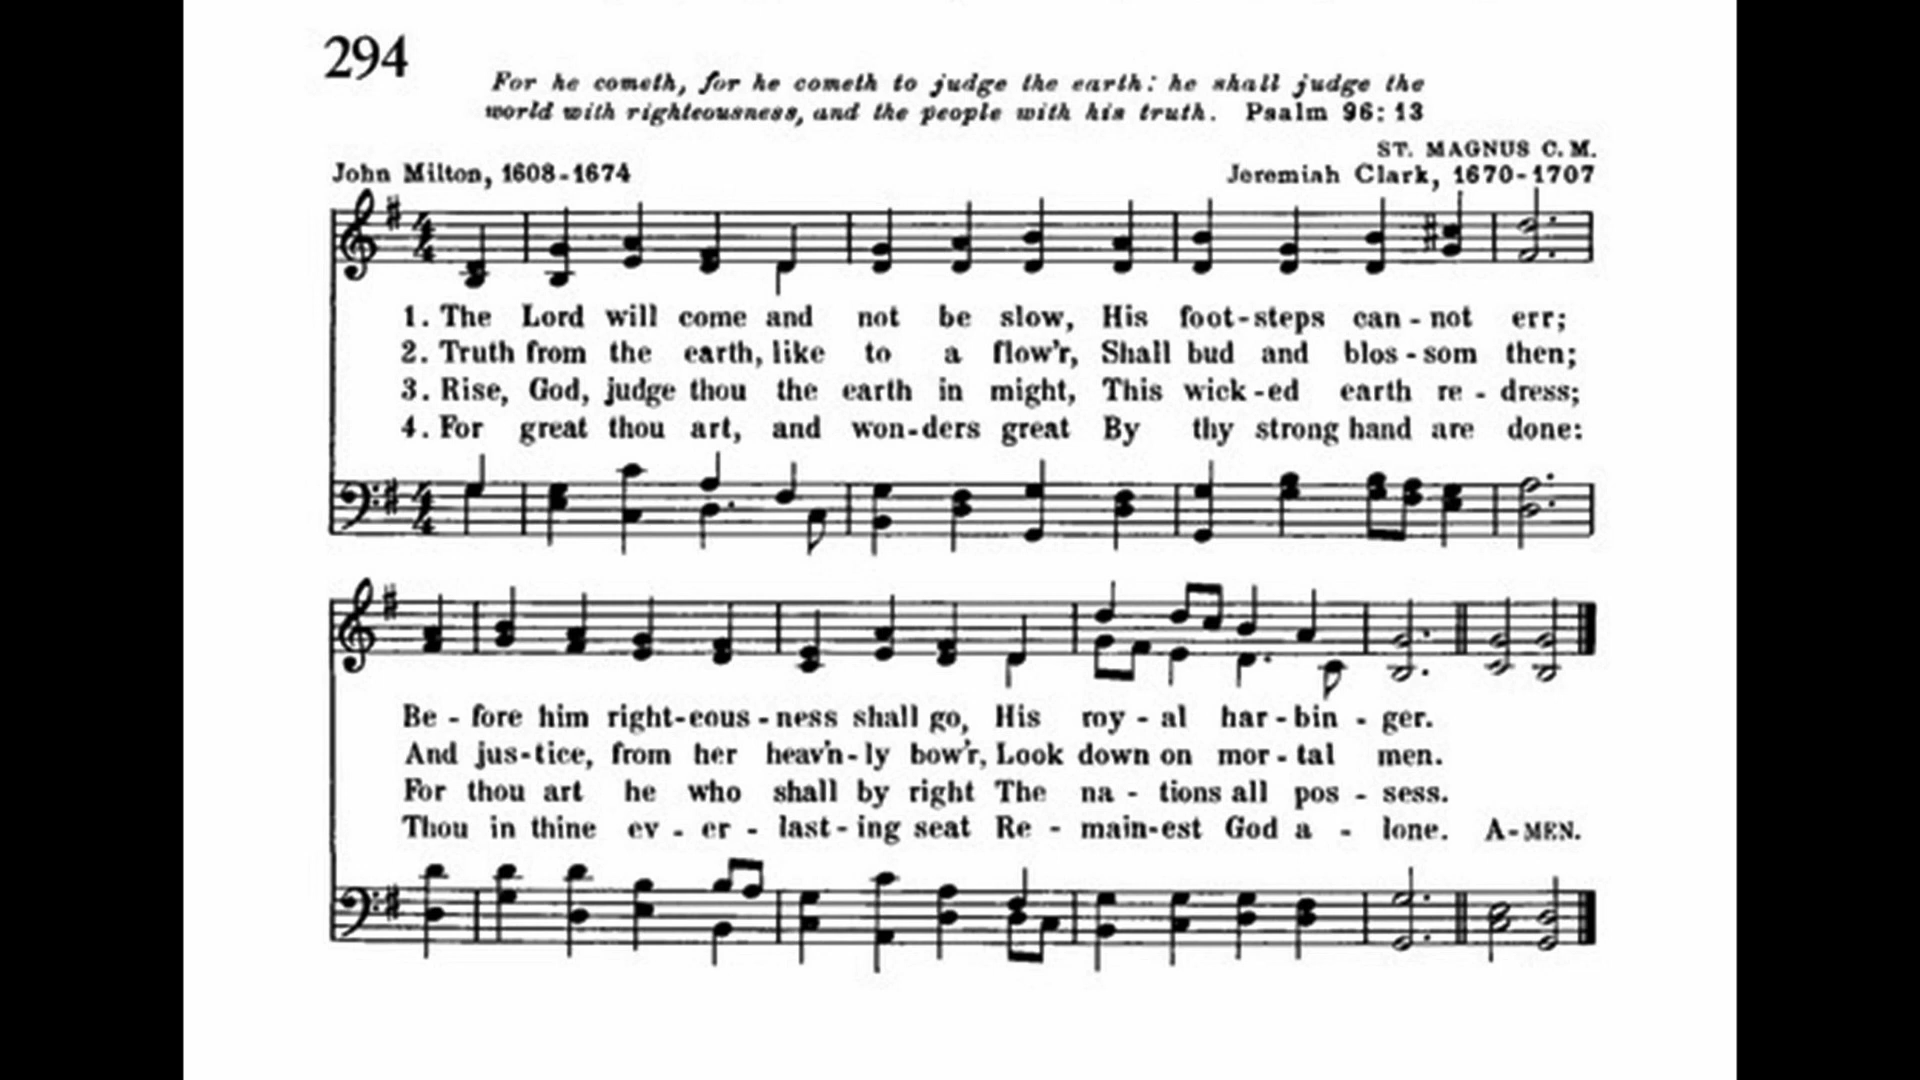 294
For he cometh, for he cometh to judge the earth: he shall judge the
world with righteousness, and the people with his truth. Psalm 96:13
ST. MAGNUS C. M.
John Milton, 1608-1674 Jeremiah Clark, 1670-1707
1. The Lord will come and not be slow, His foot-steps can-not err;
2. Truth from the earth, like to a flow'r, Shall bud and blos-som then;
3. Rise, God, judge thou the earth in might, This wick-ed earth re-dress;
4. For great thou art, and won-ders great By thy strong hand are done:
Be-fore him right-eous-ness shall go, His roy-al har-bin-ger.
And jus-tice, from her heav'n-ly bow'r, Look down on mor-tal men.
For thou art he who shall by right The na-tions all pos-sess.
Thou in thine ev-er-last-ing seat Re-main-est God a-lone. A-MEN.